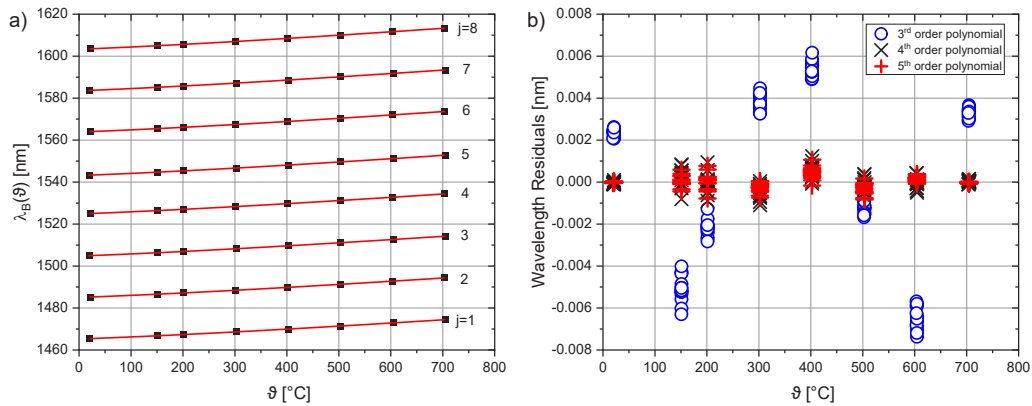 a)
1620
1600
1580
1560
1540
1520
1500
1480
1460
λB(ϑ) [nm]
j=8
7
6
5
4
3
2
j=1
0 100 200 300 400 500 600 700 800
ϑ [°C]
b)
0.008
0.006
0.004
0.002
0.000
-0.002
-0.004
-0.006
-0.008
Wavelength Residuals [nm]
3rd order polynomial
4th order polynomial
5th order polynomial
0 100 200 300 400 500 600 700 800
ϑ [°C]